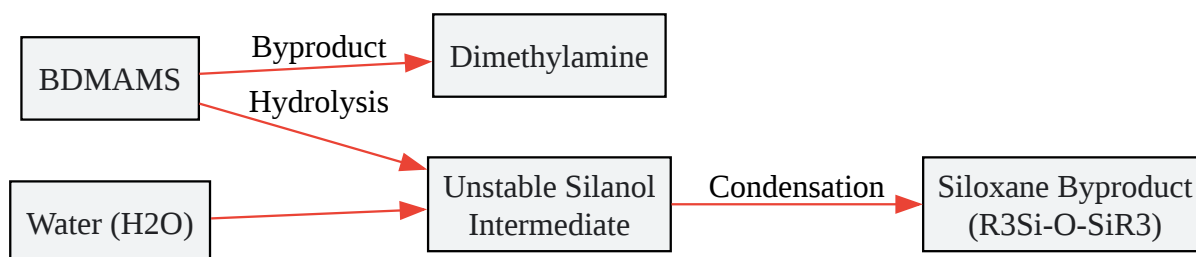 BDMAMS
Byproduct
Dimethylamine
Hydrolysis
Water (H2O)
Unstable Silanol
Intermediate
Condensation
Siloxane Byproduct
(R3Si-O-SiR3)